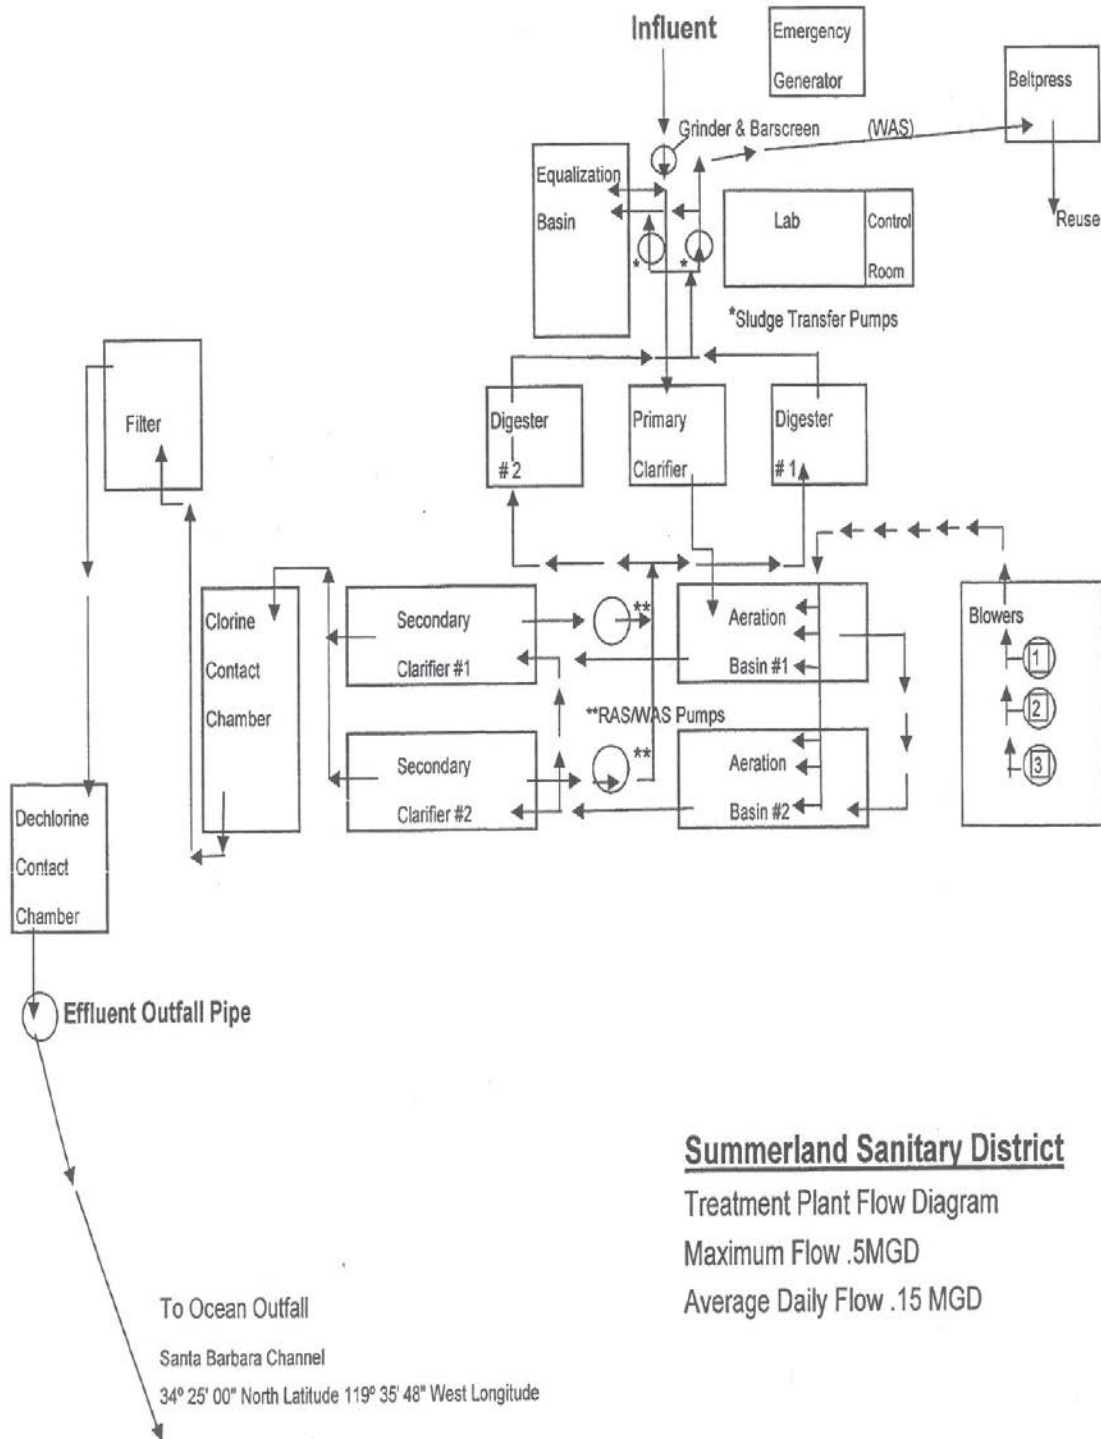 Influent
Emergency
Generator
Beltpress
Grinder & Barscreen
(WAS)
Reuse
Equalization
Basin
Lab
Control
Room
*
*
*Sludge Transfer Pumps
Filter
Digester
# 2
Primary
Clarifier
Digester
# 1
Clorine
Contact
Chamber
Secondary
Clarifier #1
**
Aeration
Basin #1
Blowers
1
2
3
**RAS/WAS Pumps
Secondary
Clarifier #2
**
Aeration
Basin #2
Dechlorine
Contact
Chamber
Effluent Outfall Pipe
Summerland Sanitary District
Treatment Plant Flow Diagram
Maximum Flow .5MGD
Average Daily Flow .15 MGD
To Ocean Outfall
Santa Barbara Channel
34º 25' 00" North Latitude 119º 35' 48" West Longitude